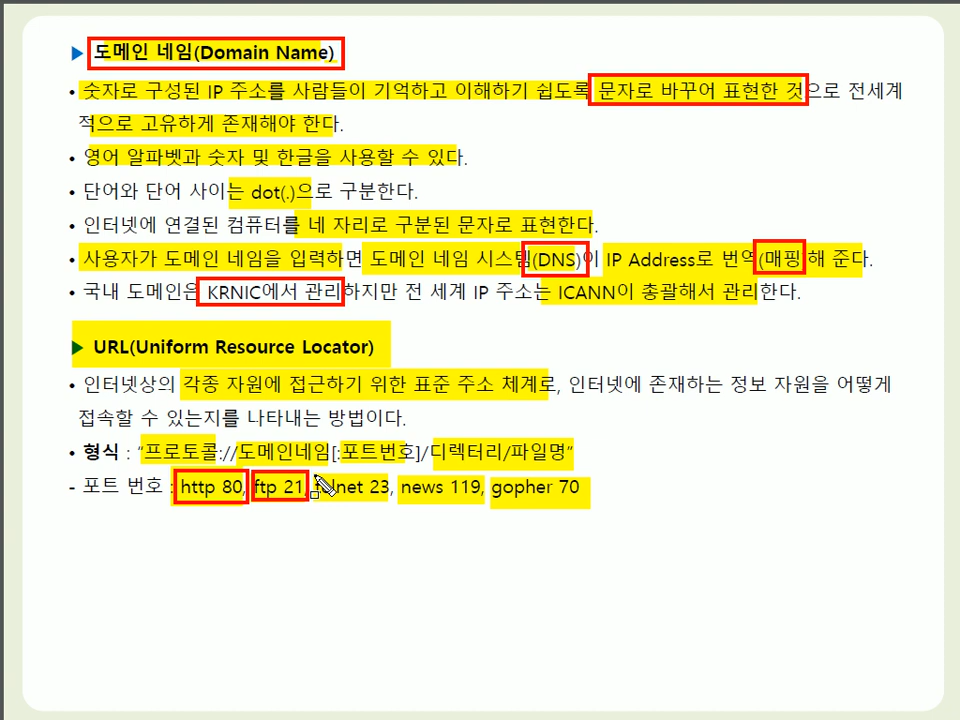 ▶ 도메인 네임(Domain Name)
• 숫자로 구성된 IP 주소를 사람들이 기억하고 이해하기 쉽도록 문자로 바꾸어 표현한 것으로 전세계
적으로 고유하게 존재해야 한다.
• 영어 알파벳과 숫자 및 한글을 사용할 수 있다.
• 단어와 단어 사이는 dot(.)으로 구분한다.
• 인터넷에 연결된 컴퓨터를 네 자리로 구분된 문자로 표현한다.
• 사용자가 도메인 네임을 입력하면 도메인 네임 시스템(DNS)이 IP Address로 번역(매핑)해 준다.
• 국내 도메인은 KRNIC에서 관리하지만 전 세계 IP 주소는 ICANN이 총괄해서 관리한다.
▶ URL(Uniform Resource Locator)
• 인터넷상의 각종 자원에 접근하기 위한 표준 주소 체계로, 인터넷에 존재하는 정보 자원을 어떻게
접속할 수 있는지를 나타내는 방법이다.
• 형식 : “프로토콜://도메인네임[:포트번호]/디렉터리/파일명”
- 포트 번호 : http 80, ftp 21, telnet 23, news 119, gopher 70